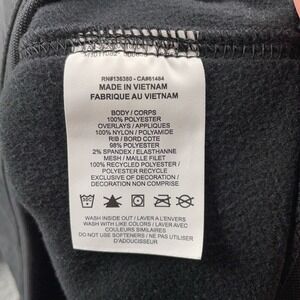 RN#136380 - CA#61484
MADE IN VIETNAM
FABRIQUE AU VIETNAM
BODY / CORPS
100% POLYESTER
OVERLAYS / APPLIQUES
100% NYLON / POLYAMIDE
RIB / BORD COTE
98% POLYESTER
2% SPANDEX / ELASTHANNE
MESH / MAILLE FILET
100% RECYCLED POLYESTER /
POLYESTER RECYCLE
EXCLUSIVE OF DECORATION /
DECORATION NON COMPRISE
WASH INSIDE OUT / LAVER A L'ENVERS
WASH WITH LIKE COLORS / LAVER AVEC
COULEURS SIMILAIRES
DO NOT USE SOFTENERS / NE PAS UTILISER
D'ADOUCISSEUR